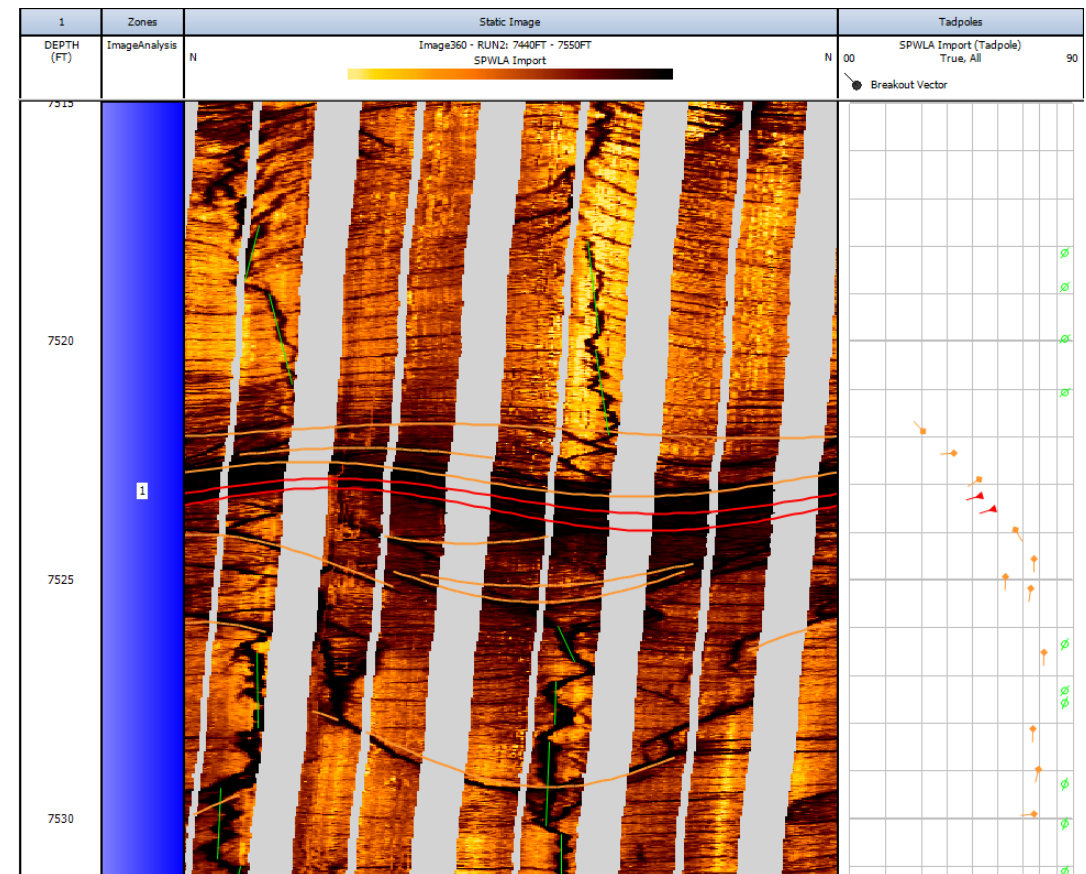 1 Zones Static Image Tadpoles
DEPTH ImageAnalysis Image360 - RUN2: 7440FT - 7550FT SPWLA Import (Tadpole)
(FT) N SPWLA Import N 00 True, All 90
Breakout Vector
7515
7520
1
7525
7530